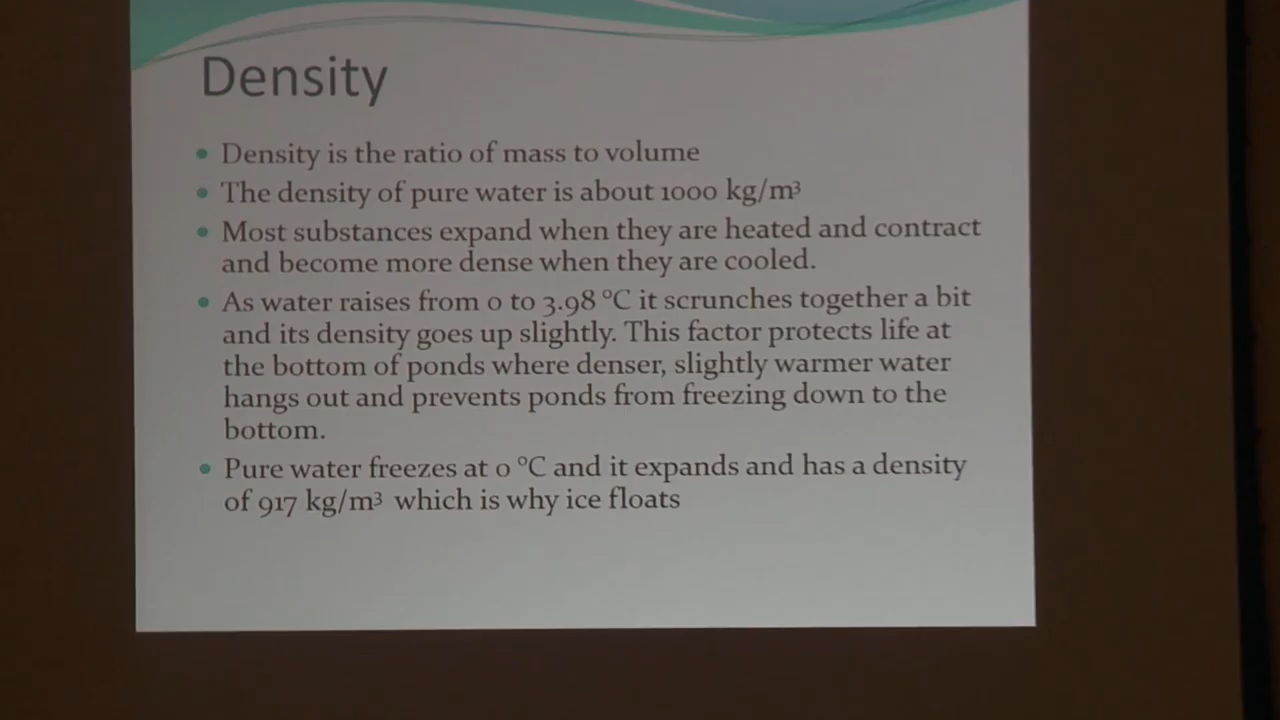 Density
• Density is the ratio of mass to volume
• The density of pure water is about 1000 kg/m³
• Most substances expand when they are heated and contract
and become more dense when they are cooled.
• As water raises from 0 to 3.98 °C it scrunches together a bit
and its density goes up slightly. This factor protects life at
the bottom of ponds where denser, slightly warmer water
hangs out and prevents ponds from freezing down to the
bottom.
• Pure water freezes at 0 °C and it expands and has a density
of 917 kg/m³ which is why ice floats